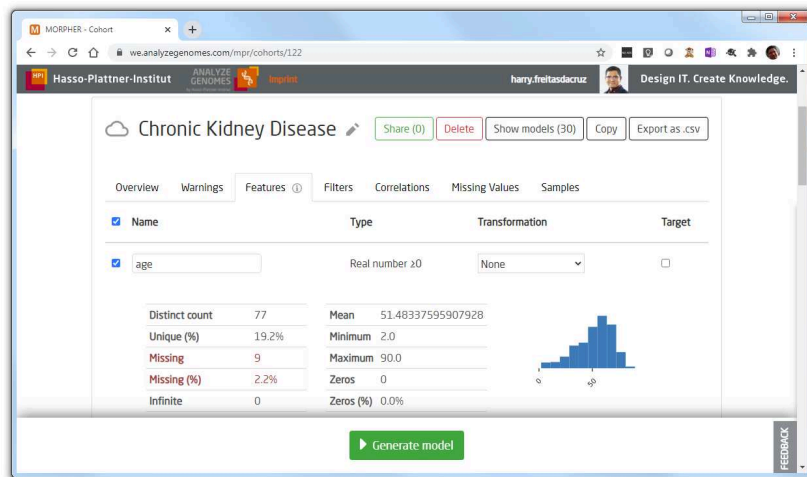 MORPHER - Cohort
we.analyzegenomes.com/mpr/cohorts/122
HPI Hasso-Plattner-Institut ANALYZE GENOMES Imprint harry.freitasdacruz Design IT. Create Knowledge.
Chronic Kidney Disease Share (0) Delete Show models (30) Copy Export as .csv
Overview Warnings Features Filters Correlations Missing Values Samples
Name Type Transformation Target
age Real number ≥0 None
Distinct count 77 Mean 51.48337595907928
Unique (%) 19.2% Minimum 2.0
Missing 9 Maximum 90.0
Missing (%) 2.2% Zeros 0
Infinite 0 Zeros (%) 0.0%
0 50
Generate model
FEEDBACK